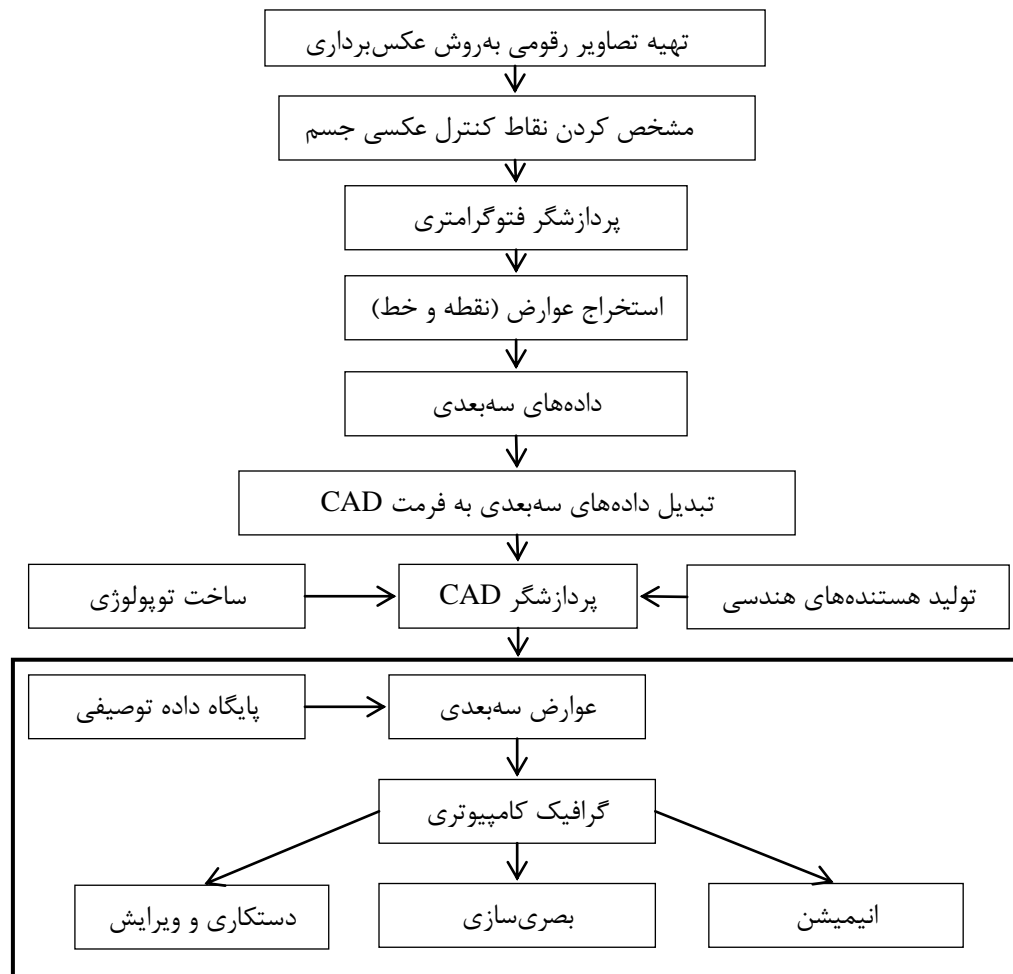 تهیه تصاویر رقومی به‌روش عکس‌برداری
مشخص کردن نقاط کنترل عکسی جسم
پردازشگر فتوگرامتری
استخراج عوارض (نقطه و خط)
داده‌های سه‌بعدی
تبدیل داده‌های سه‌بعدی به فرمت CAD
تولید هستنده‌های هندسی
پردازشگر CAD
ساخت توپولوژی
عوارض سه‌بعدی
پایگاه داده توصیفی
گرافیک کامپیوتری
انیمیشن
بصری‌سازی
دستکاری و ویرایش